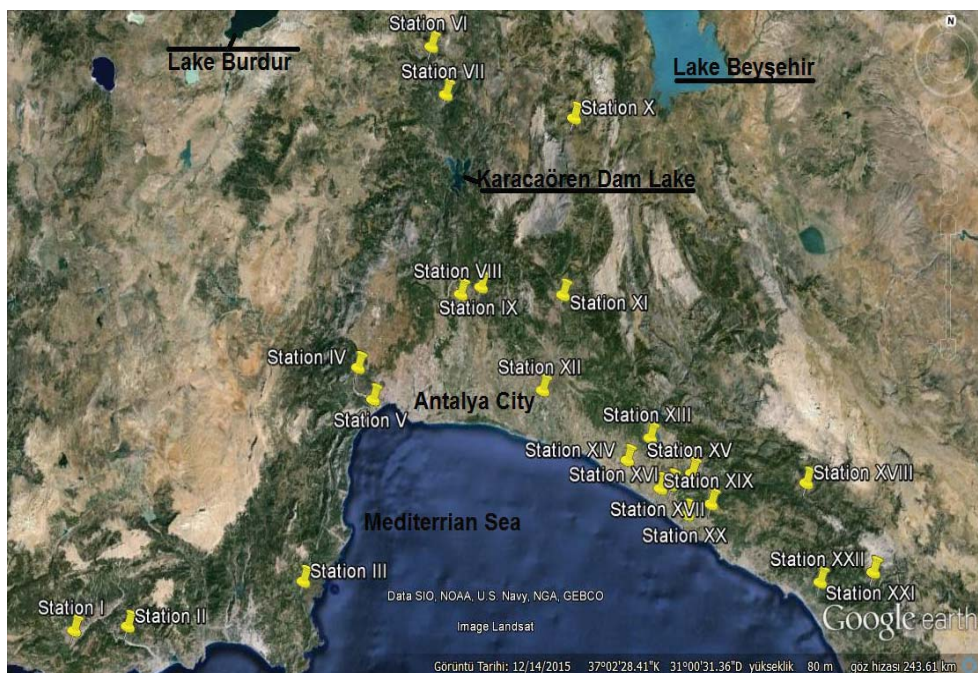 Station VI
Lake Burdur
Station VII
Lake Beyşehir
Station X
Karacaören Dam Lake
Station VIII
Station IX
Station XI
Station IV
Station XII
Antalya City
Station V
Station XIII
Station XIV
Station XV
Station XVI
Station XIX
Station XVIII
Station XVII
Station XX
Mediterrian Sea
Station III
Station XXII
Station XXI
Station I
Station II
Data SIO, NOAA, U.S. Navy, NGA, GEBCO
Image Landsat
Google earth
Görüntü Tarihi: 12/14/2015 37°02'28.41"K 31°00'31.36"D yükseklik 80 m göz hizası 243.61 km
N